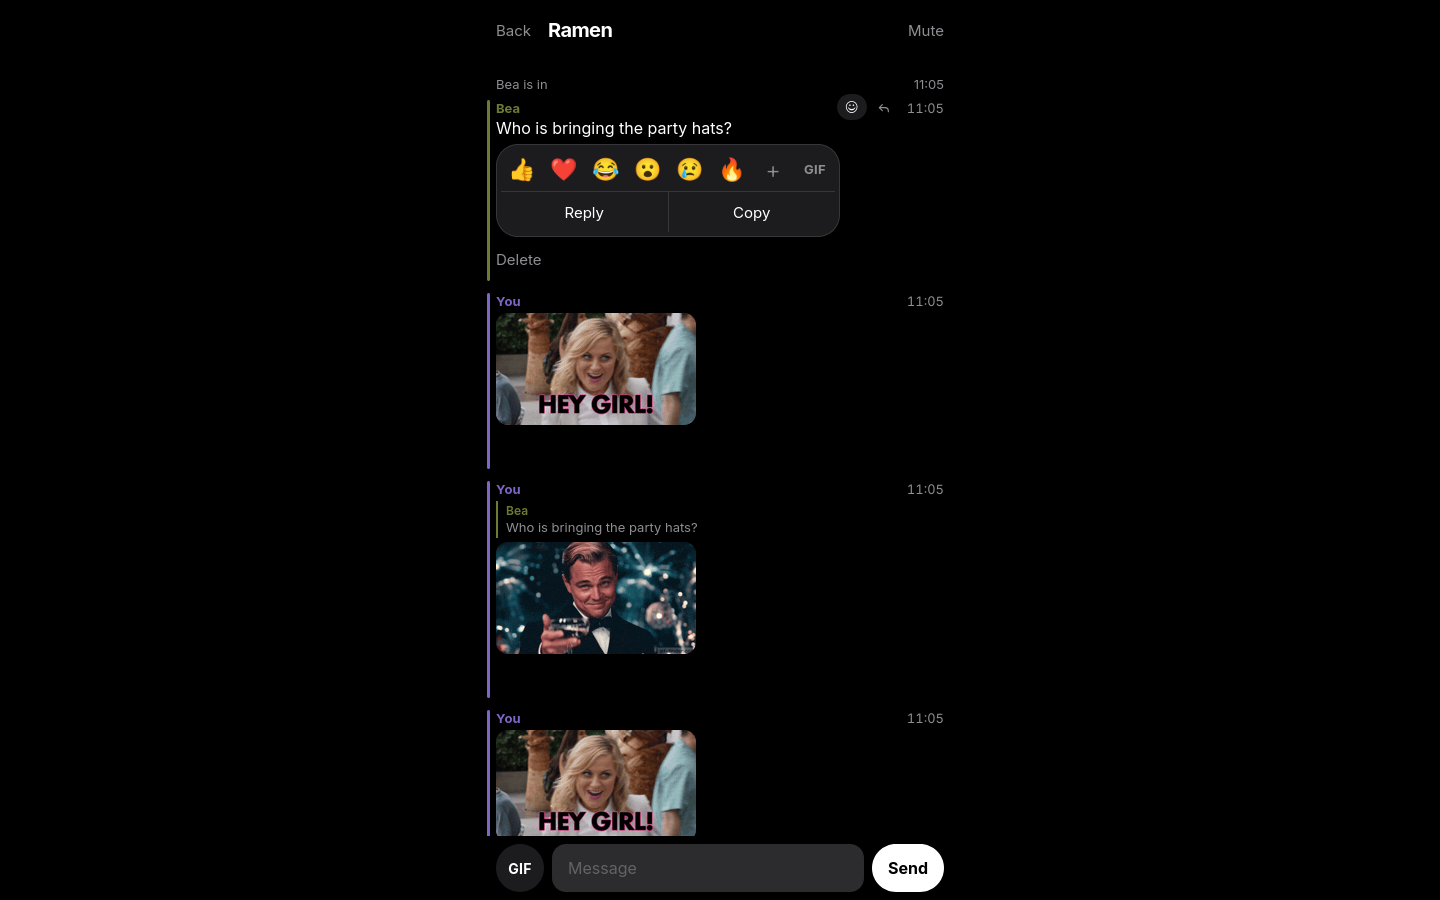 Back Ramen Mute
Bea is in 11:05
Bea 11:05
Who is bringing the party hats?
GIF
Reply Copy
Delete
You 11:05
HEY GIRL!
You 11:05
Bea
Who is bringing the party hats?
You 11:05
HEY GIRL!
GIF Message Send